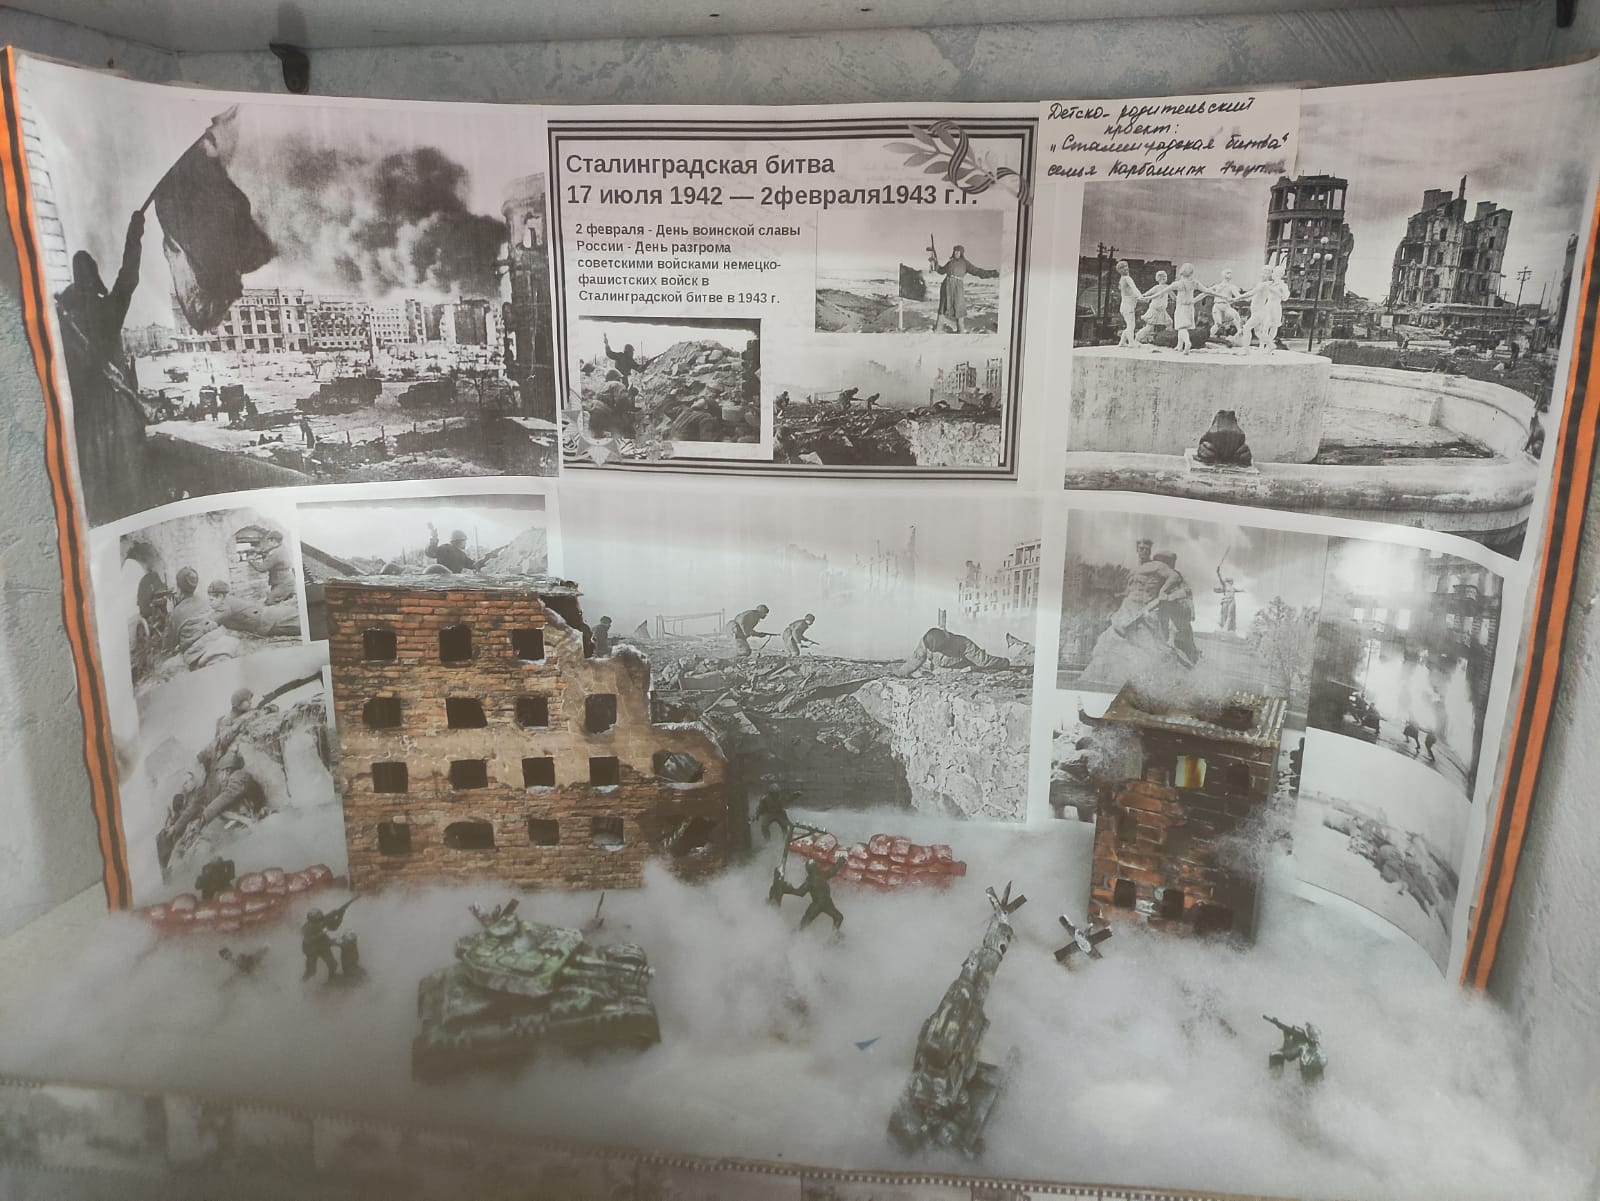 Сталинградская битва
17 июля 1942 — 2февраля1943 г.г.
2 февраля - День воинской славы
России - День разгрома
советскими войсками немецко-
фашистских войск в
Сталинградской битве в 1943 г.
Детско-родительский
проект:
„Сталинградская битва"
семья